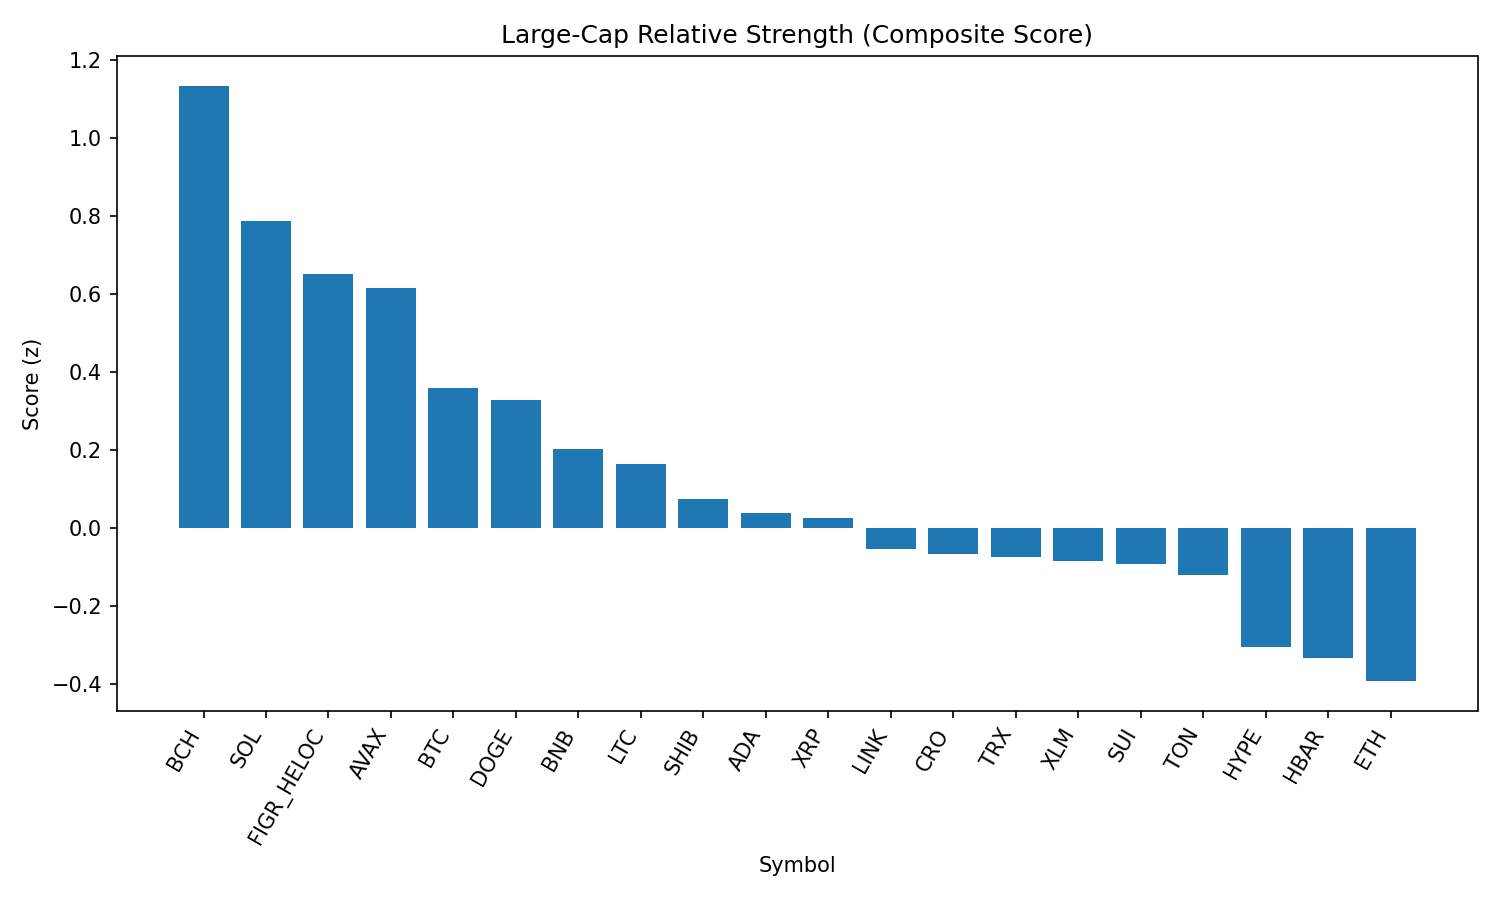 Large-Cap Relative Strength (Composite Score)
1.2
1.0
0.8
0.6
0.4
0.2
0.0
−0.2
−0.4
Score (z)
BCH
SOL
FIGR_HELOC
AVAX
BTC
DOGE
BNB
LTC
SHIB
ADA
XRP
LINK
CRO
TRX
XLM
SUI
TON
HYPE
HBAR
ETH
Symbol